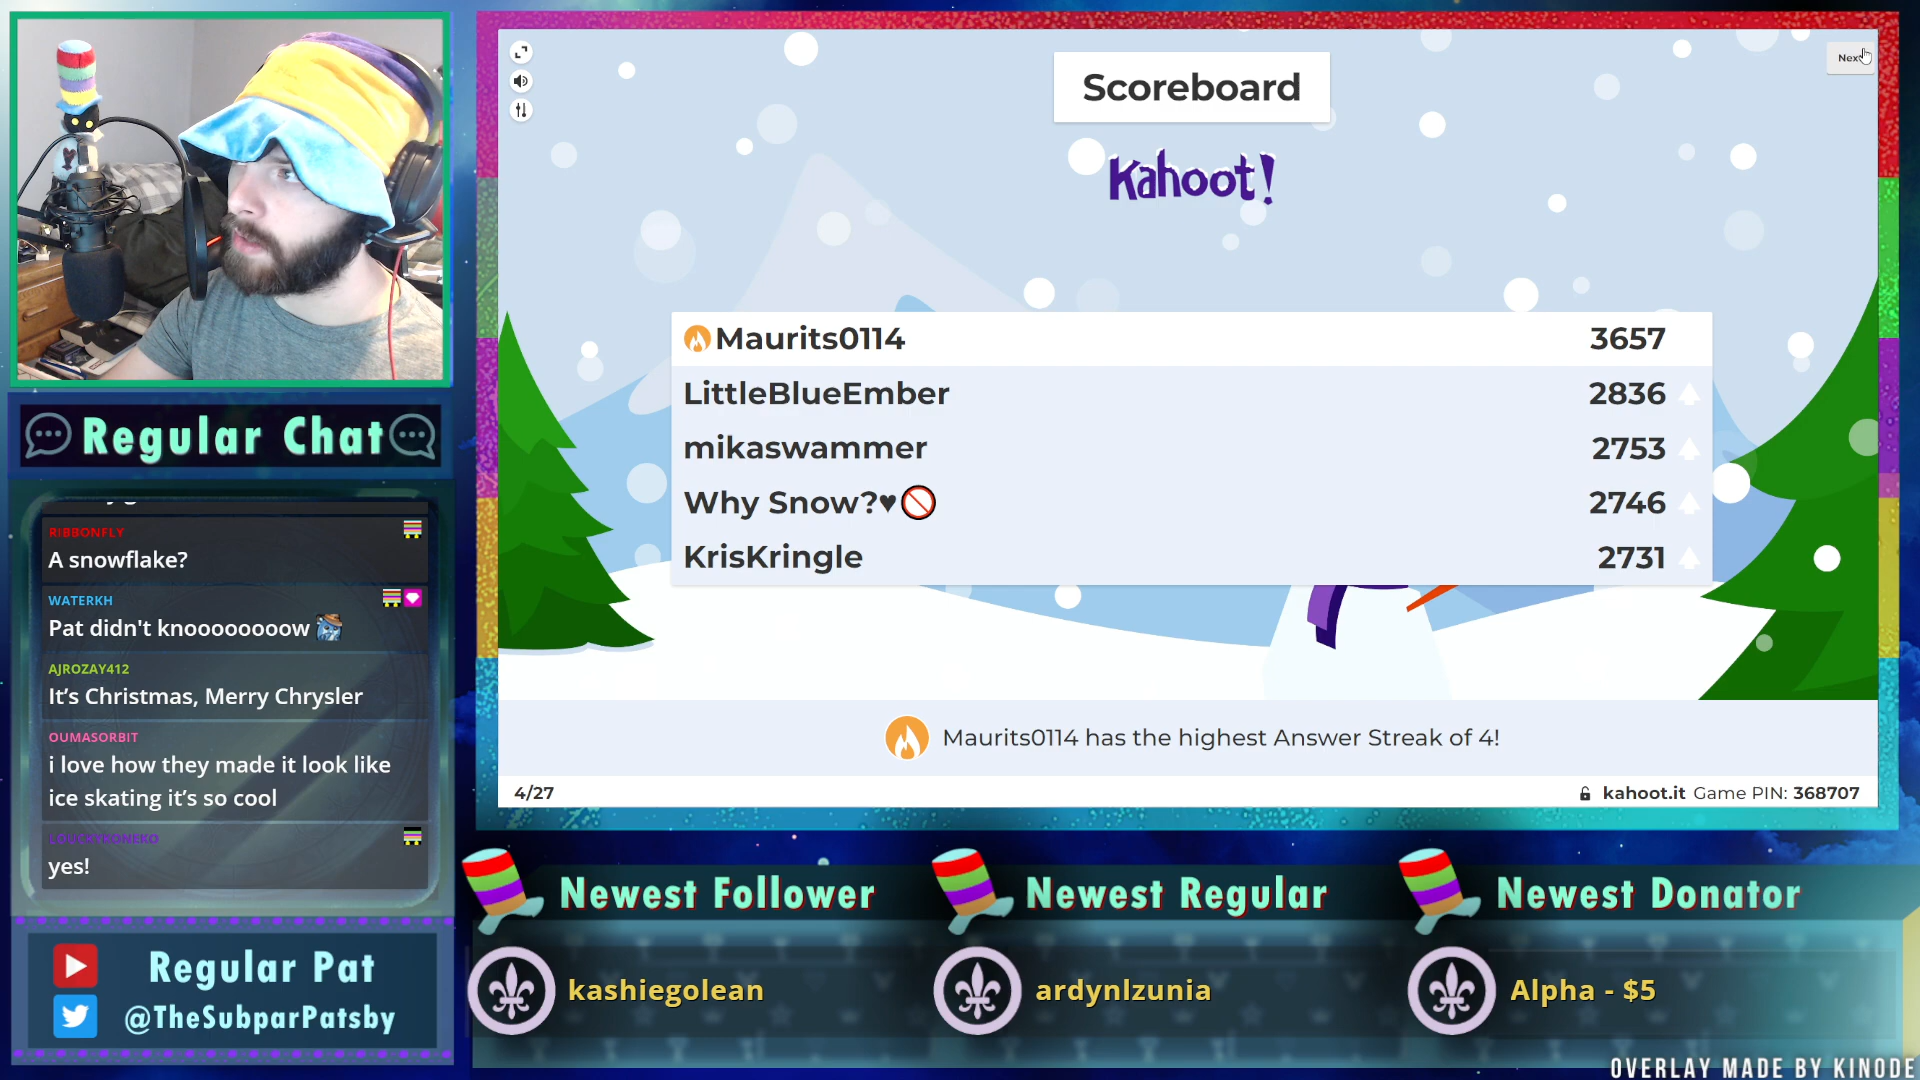 Regular Chat
RIBBONFLY
A snowflake?
WATERKH
Pat didn't knoooooooow
AJROZAY412
It's Christmas, Merry Chrysler
OUMASORBIT
i love how they made it look like
ice skating it's so cool
yes!
Regular Pat
@TheSubparPatsby
Next
Scoreboard
Kahoot!
Maurits0114 3657
LittleBlueEmber 2836
mikaswammer 2753
Why Snow?♥🚫 2746
KrisKringle 2731
Maurits0114 has the highest Answer Streak of 4!
4/27 kahoot.it Game PIN: 368707
Newest Follower
kashiegolean
Newest Regular
ardynlzunia
Newest Donator
Alpha - $5
OVERLAY MADE BY KINODE